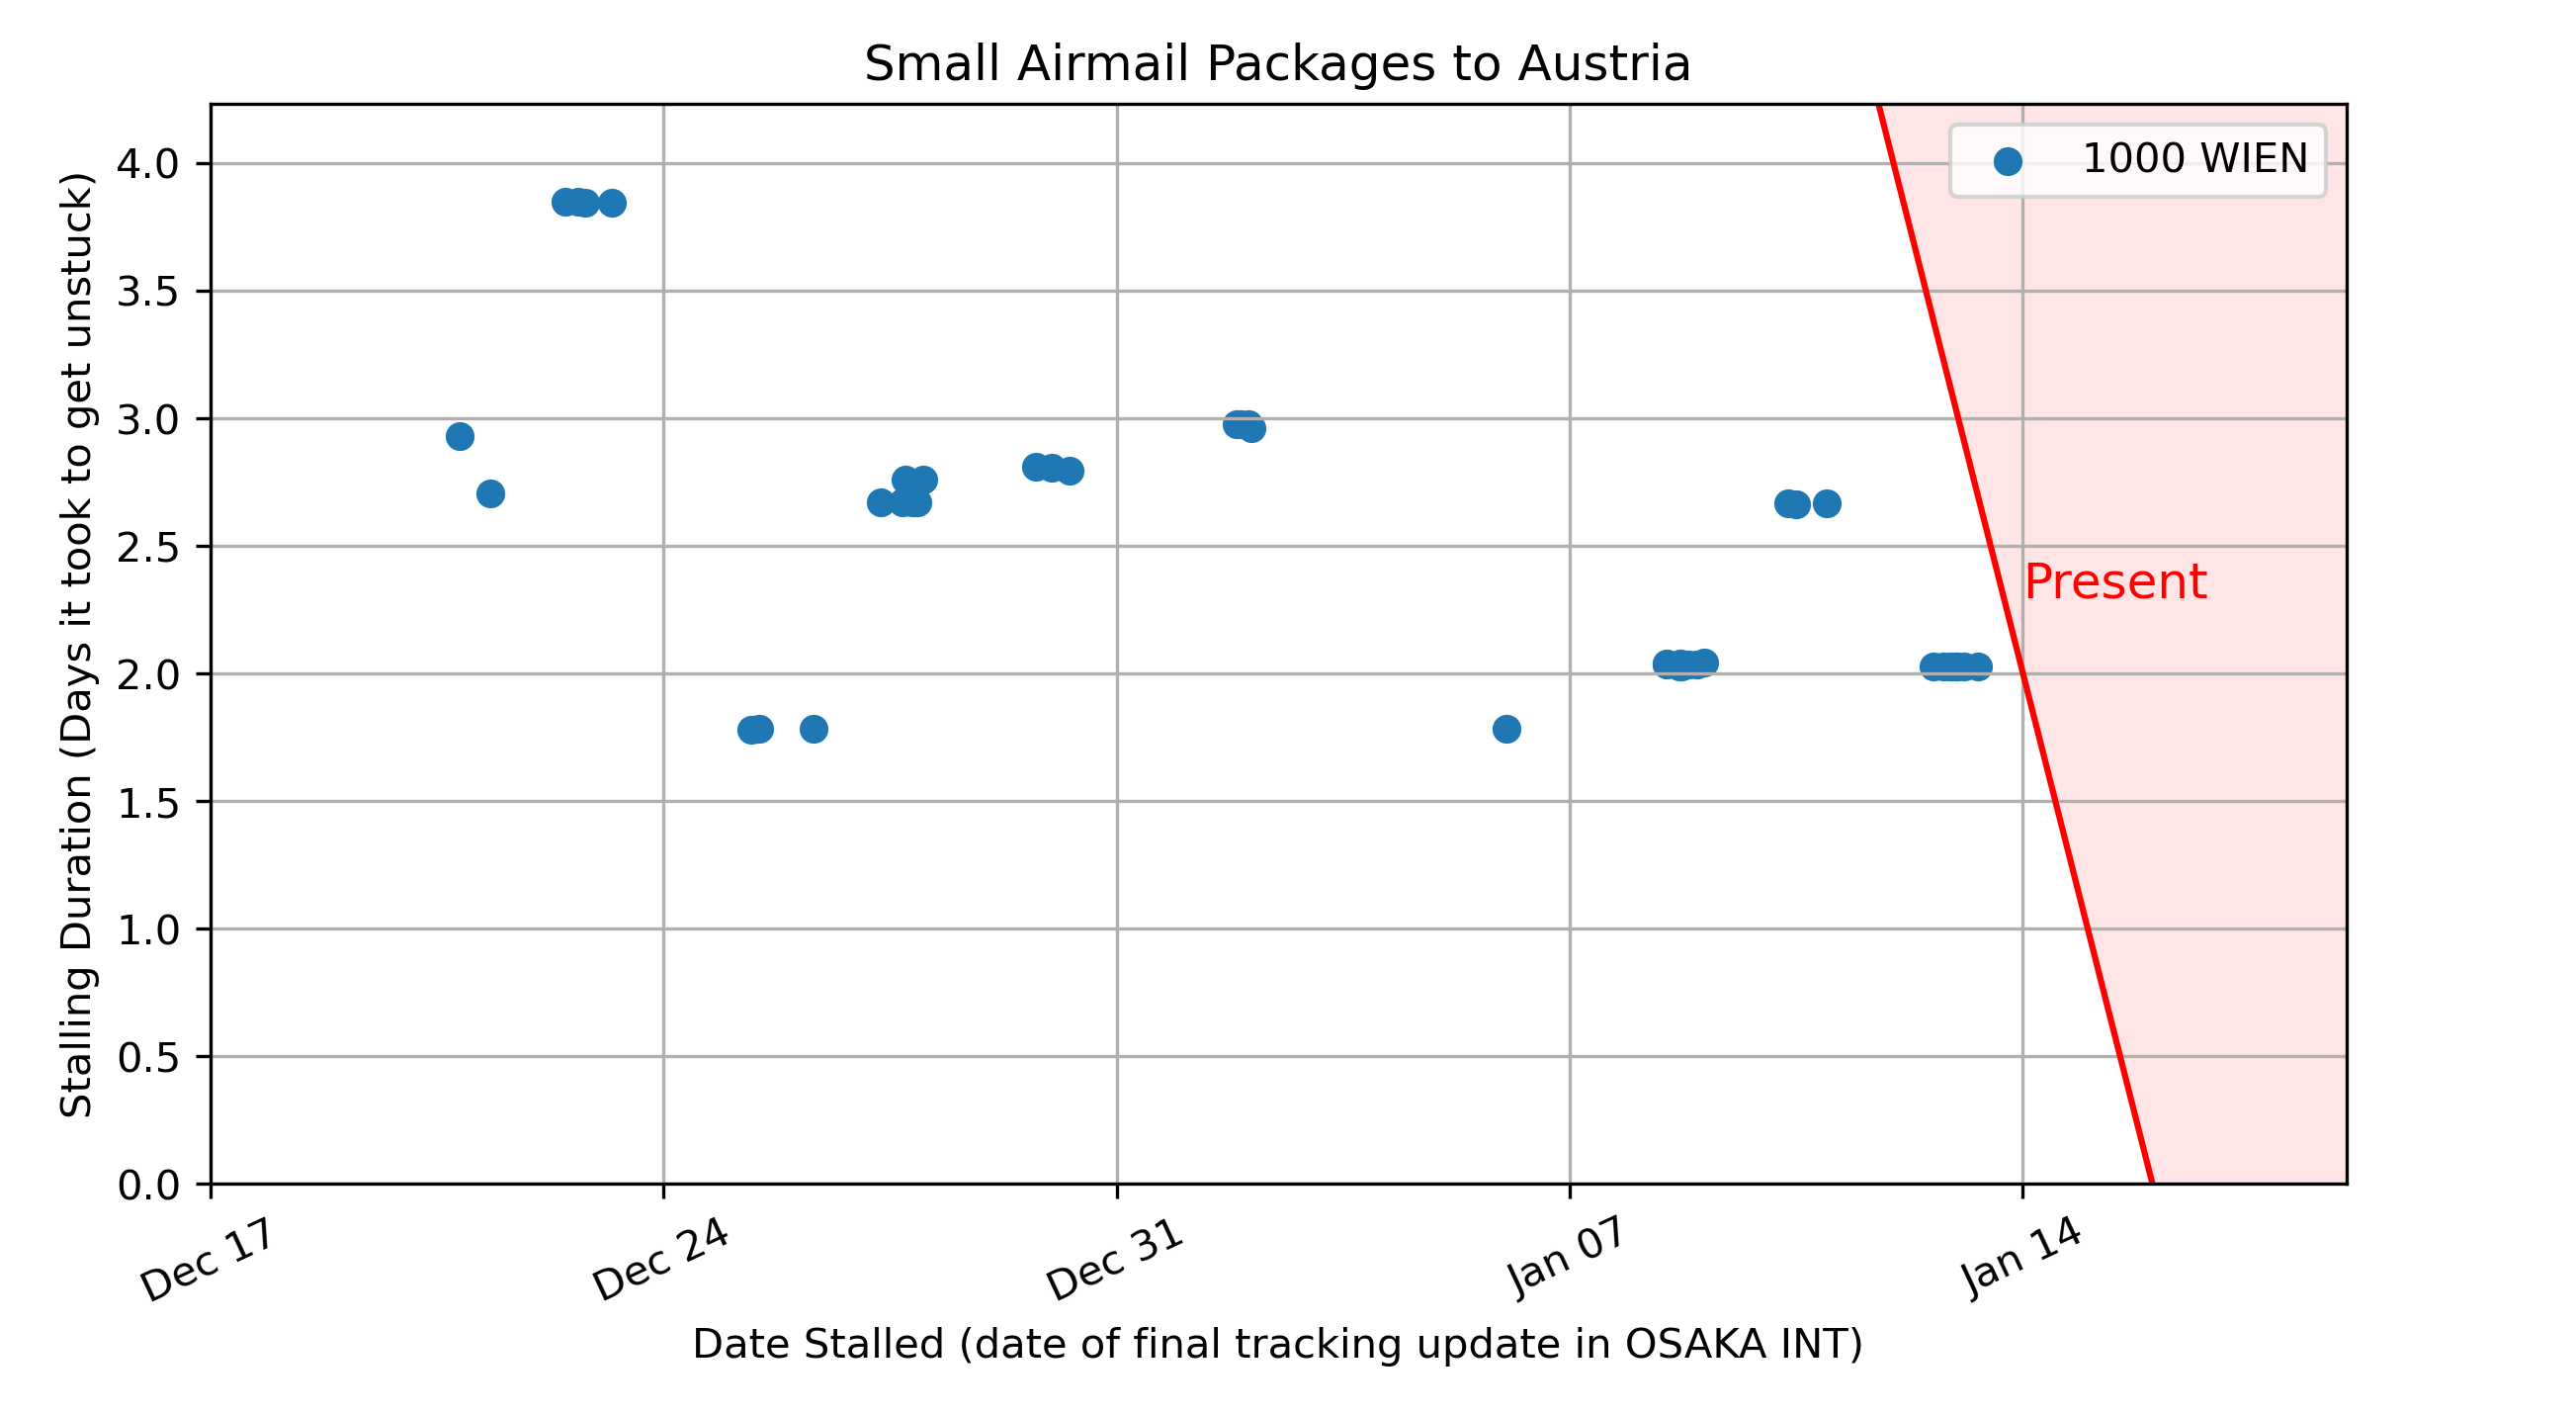 Small Airmail Packages to Austria
1000 WIEN
Present
Stalling Duration (Days it took to get unstuck)
4.0
3.5
3.0
2.5
2.0
1.5
1.0
0.5
0.0
Dec 17
Dec 24
Dec 31
Jan 07
Jan 14
Date Stalled (date of final tracking update in OSAKA INT)